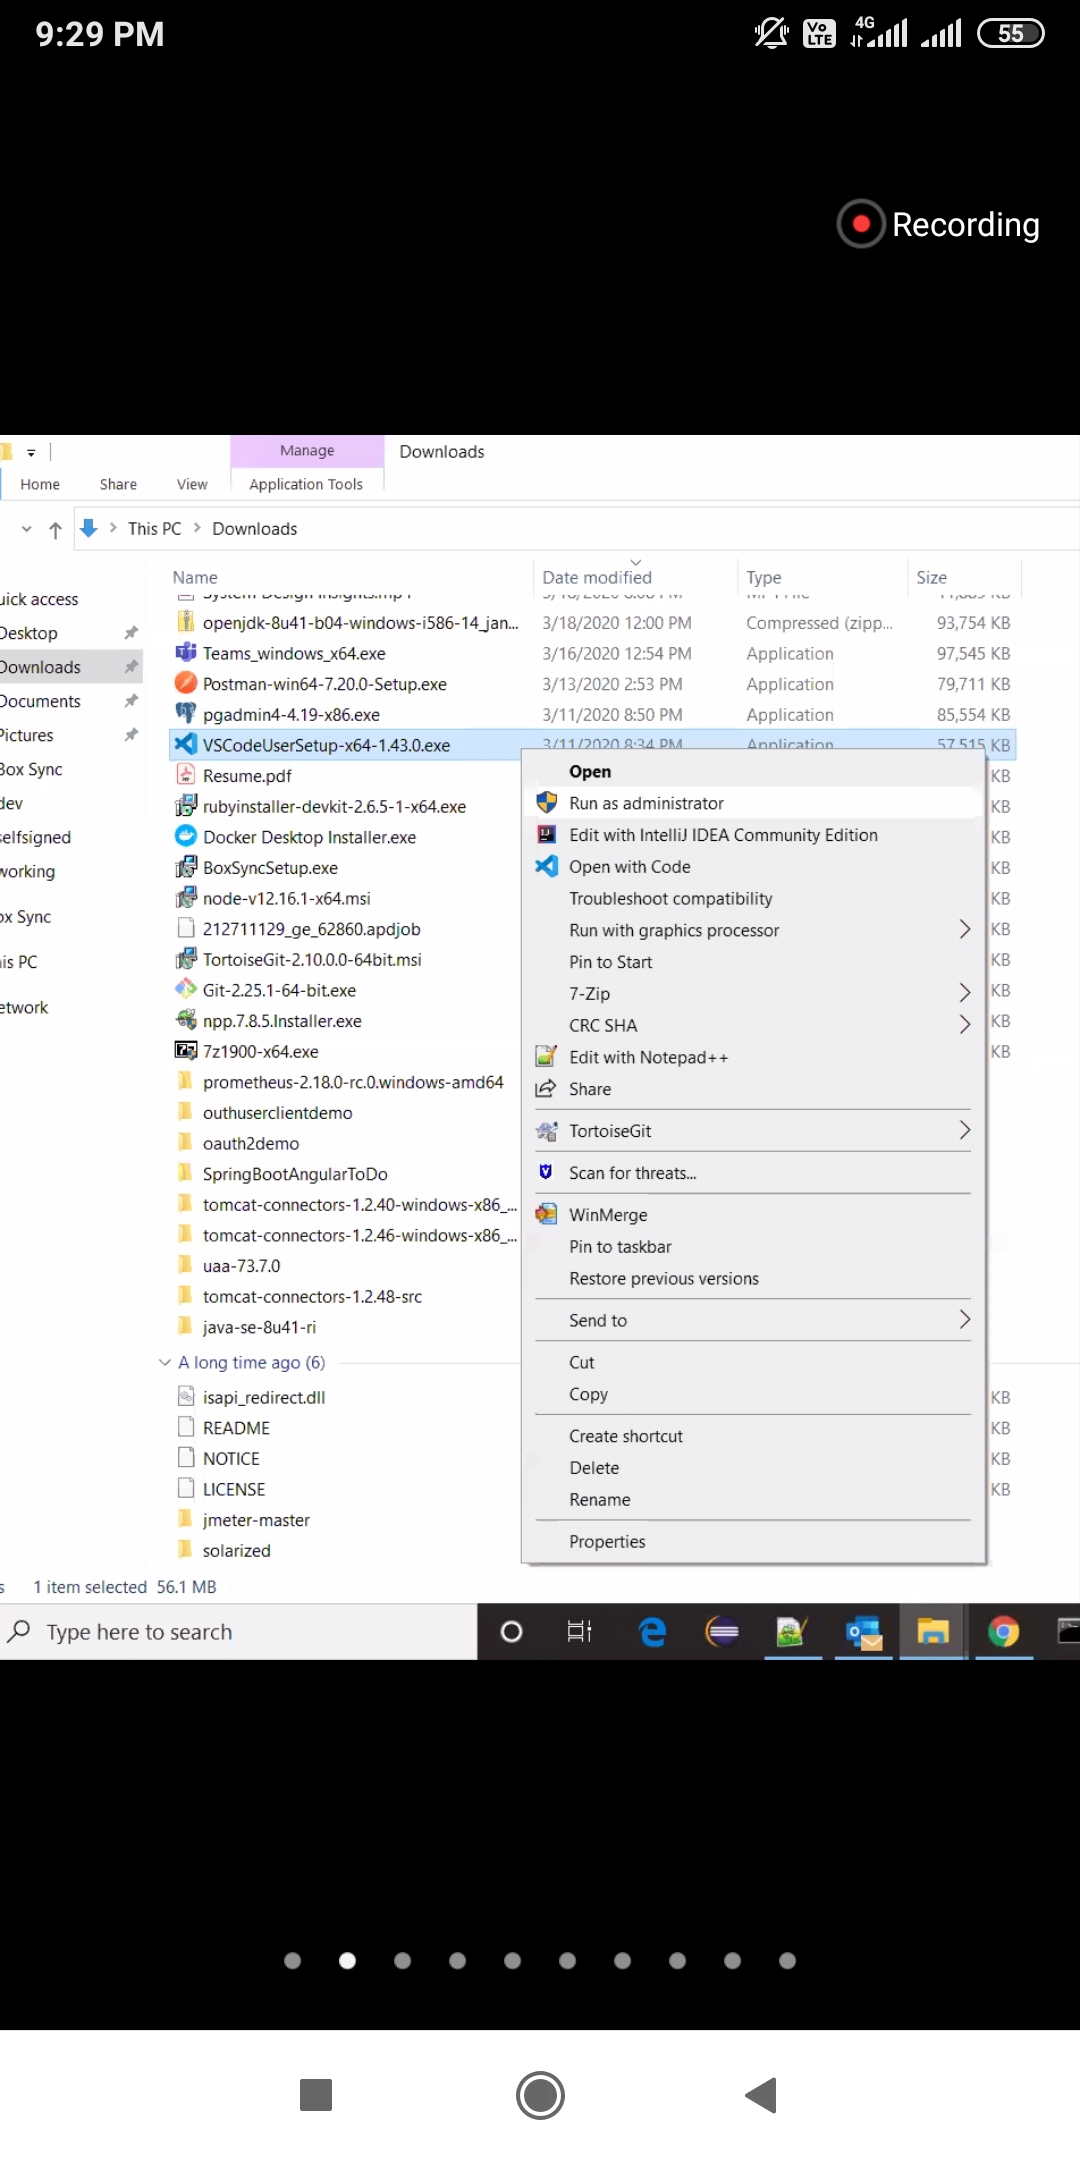 9:29 PM
Vo LTE 4G 55
Recording
Manage Downloads
Home Share View Application Tools
This PC Downloads
Name Date modified Type Size
openjdk-8u41-b04-windows-i586-14_jan... 3/18/2020 12:00 PM Compressed (zipp... 93,754 KB
uick access
Teams_windows_x64.exe 3/16/2020 12:54 PM Application 97,545 KB
Desktop
Postman-win64-7.20.0-Setup.exe 3/13/2020 2:53 PM Application 79,711 KB
Downloads
pgadmin4-4.19-x86.exe 3/11/2020 8:50 PM Application 85,554 KB
Documents
VSCodeUserSetup-x64-1.43.0.exe 3/11/2020 8:34 PM Application 57,515 KB
Pictures
Resume.pdf KB
Box Sync
rubyinstaller-devkit-2.6.5-1-x64.exe KB
dev
Docker Desktop Installer.exe KB
selfsigned
BoxSyncSetup.exe KB
working
node-v12.16.1-x64.msi KB
ox Sync
212711129_ge_62860.apdjob KB
TortoiseGit-2.10.0.0-64bit.msi KB
is PC
Git-2.25.1-64-bit.exe KB
etwork
npp.7.8.5.Installer.exe KB
7z1900-x64.exe KB
prometheus-2.18.0-rc.0.windows-amd64
outhuserclientdemo
oauth2demo
SpringBootAngularToDo
tomcat-connectors-1.2.40-windows-x86_...
tomcat-connectors-1.2.46-windows-x86_...
uaa-73.7.0
tomcat-connectors-1.2.48-src
java-se-8u41-ri
A long time ago (6)
isapi_redirect.dll KB
README KB
NOTICE KB
LICENSE KB
jmeter-master
solarized
Open
Run as administrator
Edit with IntelliJ IDEA Community Edition
Open with Code
Troubleshoot compatibility
Run with graphics processor
Pin to Start
7-Zip
CRC SHA
Edit with Notepad++
Share
TortoiseGit
Scan for threats...
WinMerge
Pin to taskbar
Restore previous versions
Send to
Cut
Copy
Create shortcut
Delete
Rename
Properties
s 1 item selected 56.1 MB
Type here to search